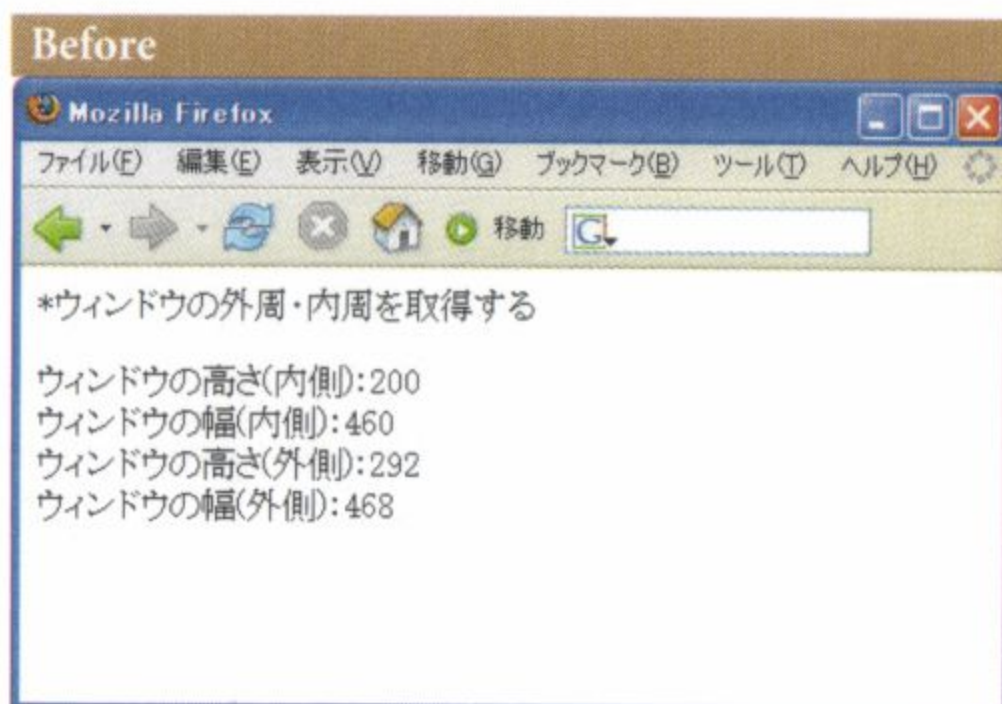 Before
Mozilla Firefox
ファイル(F) 編集(E) 表示(V) 移動(G) ブックマーク(B) ツール(T) ヘルプ(H)
移動 G
*ウィンドウの外周・内周を取得する
ウィンドウの高さ(内側):200
ウィンドウの幅(内側):460
ウィンドウの高さ(外側):292
ウィンドウの幅(外側):468